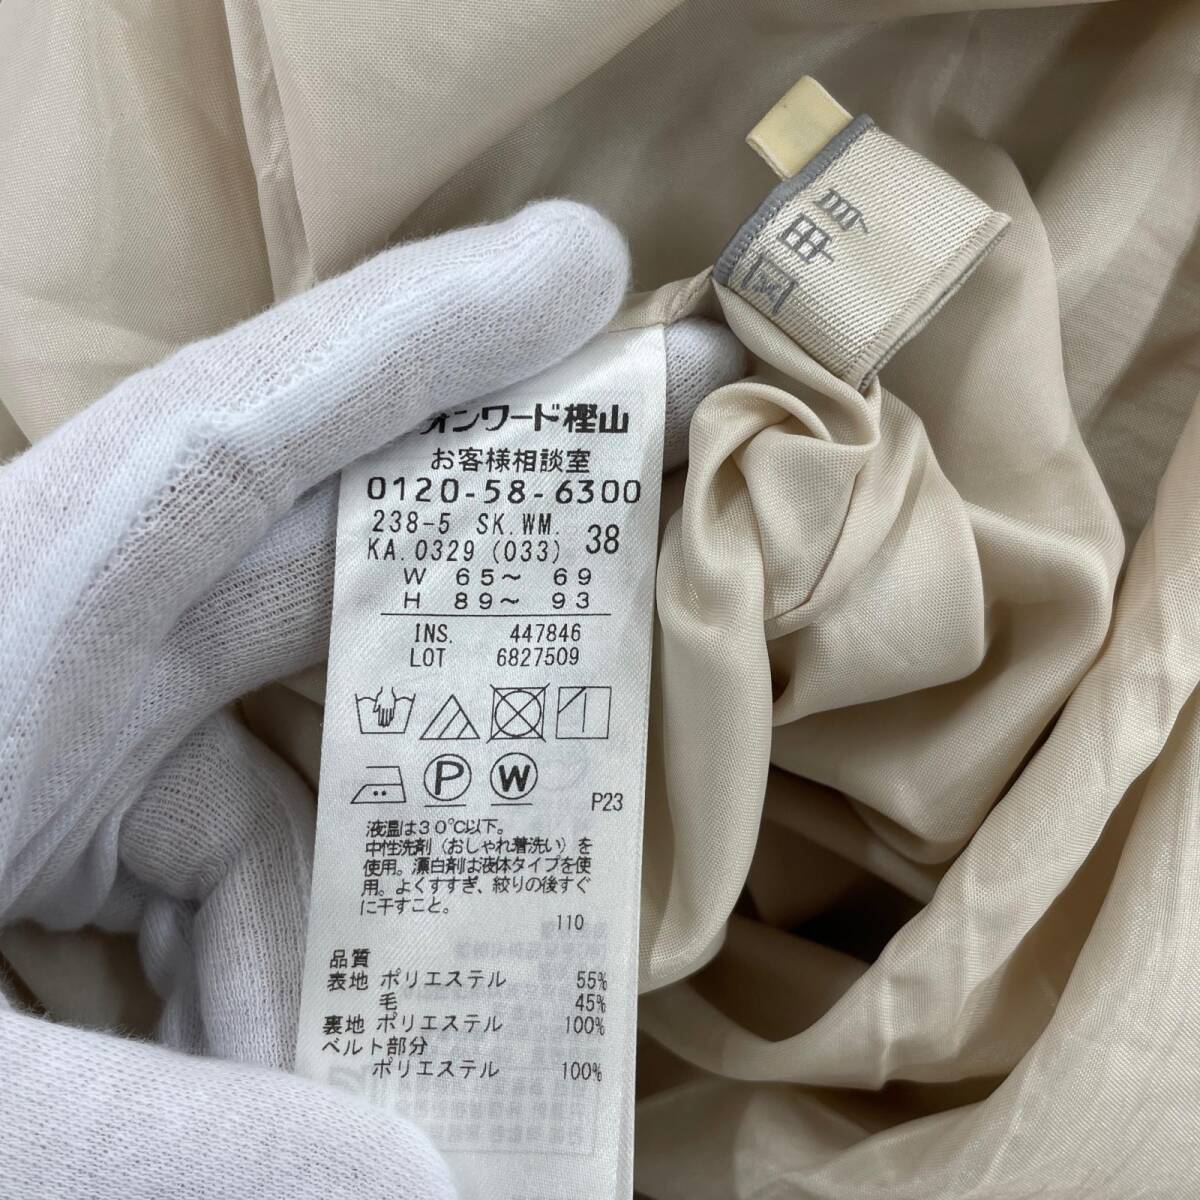 オンワード樫山
お客様相談室
0120-58-6300
238-5 SK.WM.
KA.0329 (033) 38
W 65～ 69
H 89～ 93
INS. 447846
LOT 6827509
P W
P23
液温は30℃以下。
中性洗剤（おしゃれ着洗い）を
使用。漂白剤は液体タイプを使
用。よくすすぎ、絞りの後すぐ
に干すこと。
110
品質
表地 ポリエステル 55%
毛 45%
裏地 ポリエステル 100%
ベルト部分
ポリエステル 100%